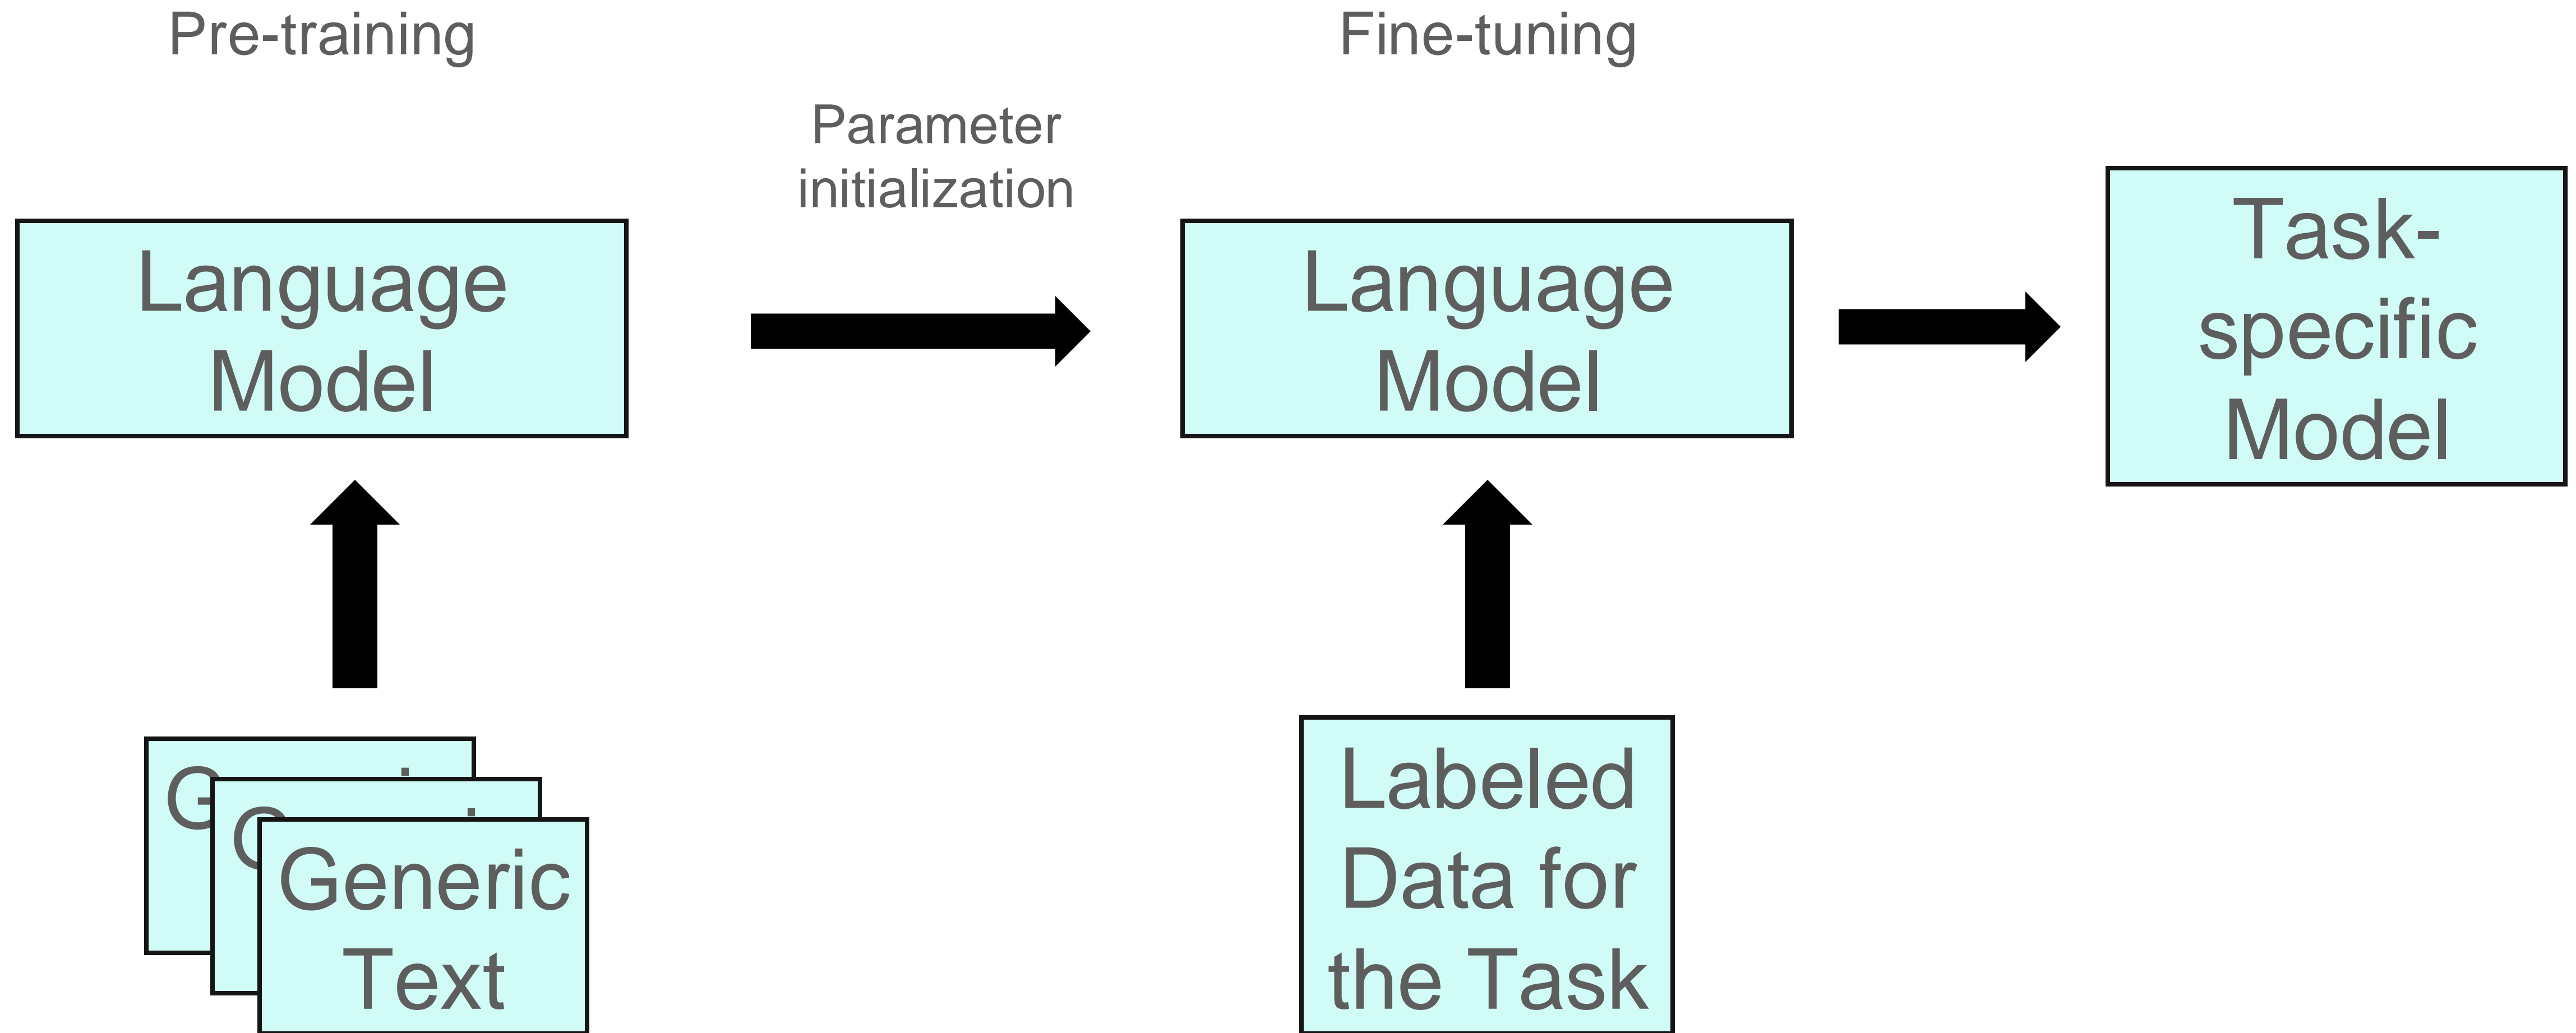 Pre-training
Fine-tuning
Parameter
initialization
Language
Model
Language
Model
Task-
specific
Model
Generic
Text
Labeled
Data for
the Task